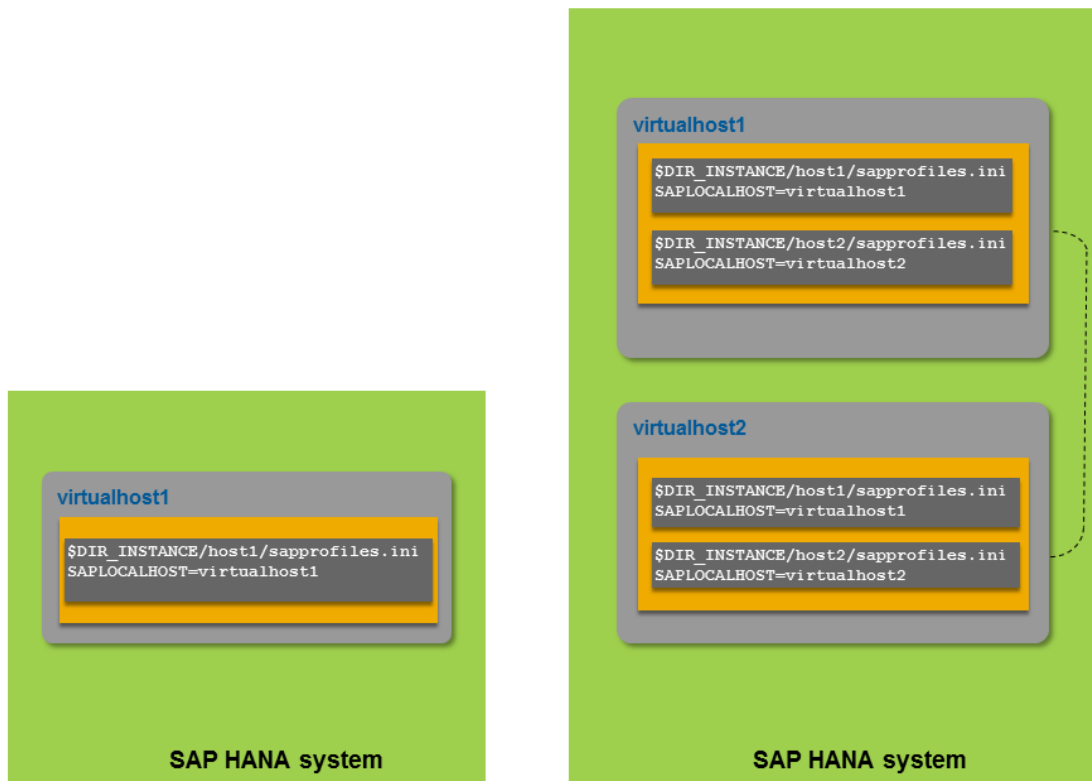 virtualhost1
$DIR_INSTANCE/host1/sapprofiles.ini
SAPLOCALHOST=virtualhost1
SAP HANA system
virtualhost1
$DIR_INSTANCE/host1/sapprofiles.ini
SAPLOCALHOST=virtualhost1
$DIR_INSTANCE/host2/sapprofiles.ini
SAPLOCALHOST=virtualhost2
virtualhost2
$DIR_INSTANCE/host1/sapprofiles.ini
SAPLOCALHOST=virtualhost1
$DIR_INSTANCE/host2/sapprofiles.ini
SAPLOCALHOST=virtualhost2
SAP HANA system